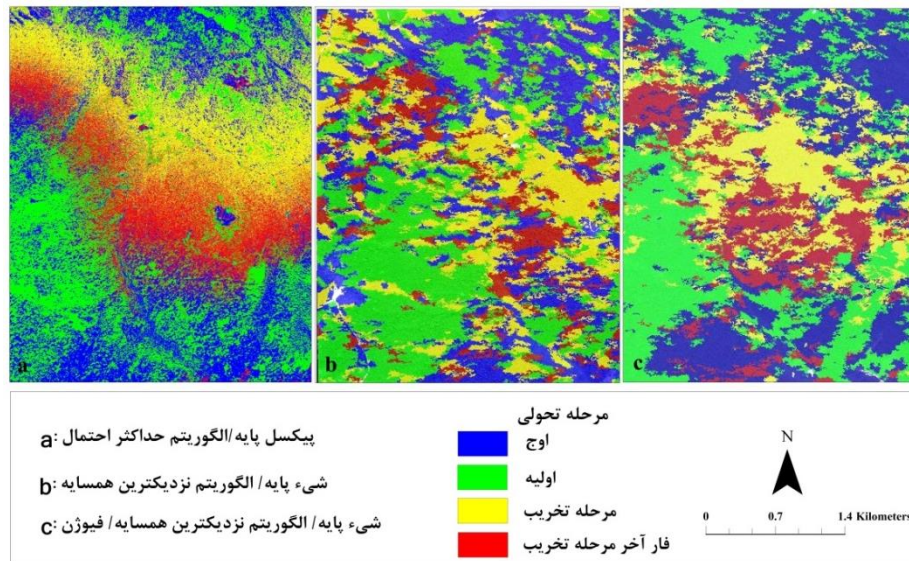 a
b
c
a: پیکسل پایه/الگوریتم حداکثر احتمال
b: شیء پایه/ الگوریتم نزدیکترین همسایه
c: شیء پایه/ الگوریتم نزدیکترین همسایه/ فیوژن
مرحله تحولی
اوج
اولیه
مرحله تخریب
فار آخر مرحله تخریب
N
0 0.7 1.4 Kilometers